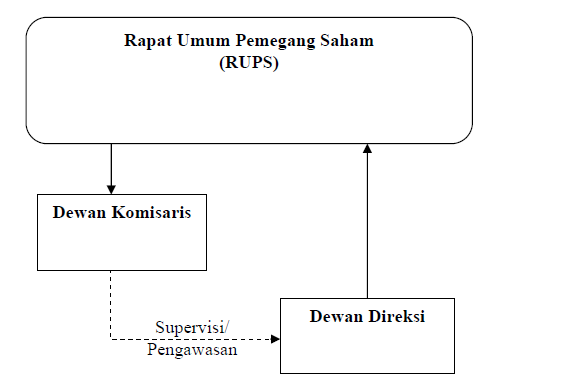 Rapat Umum Pemegang Saham
(RUPS)
Dewan Komisaris
Dewan Direksi
Supervisi/
Pengawasan